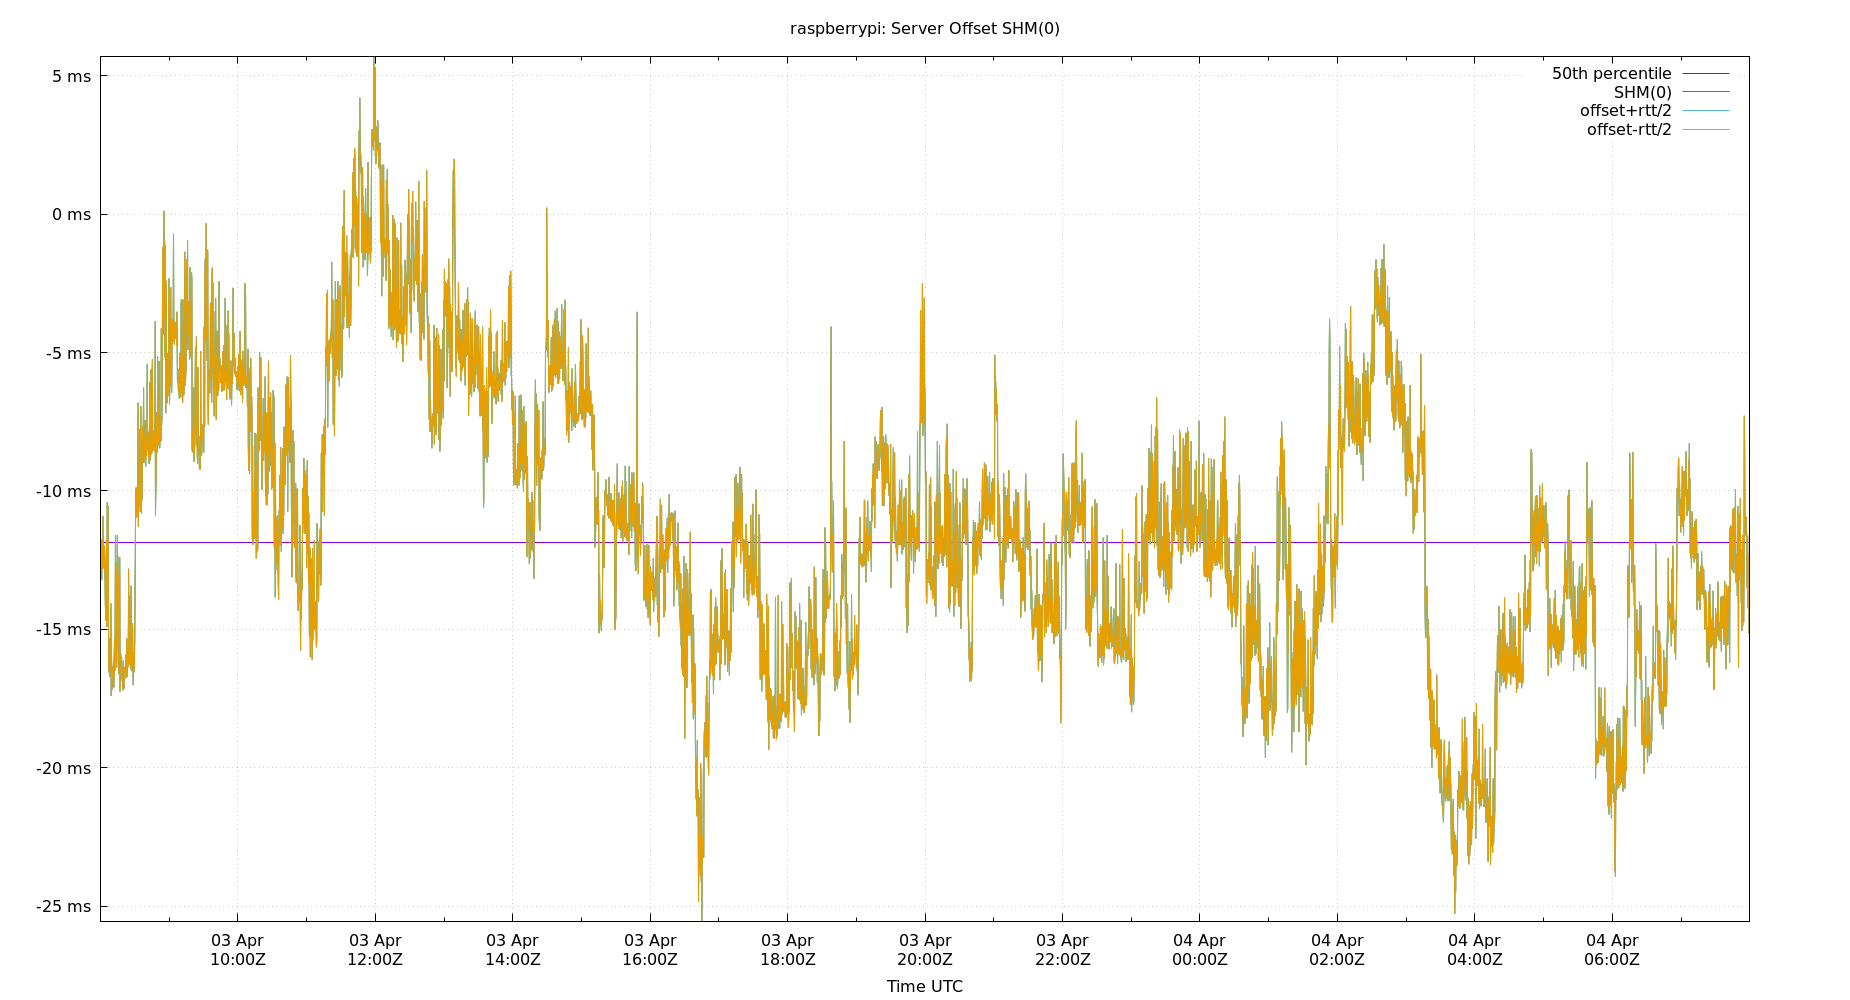 raspberrypi: Server Offset SHM(0)
50th percentile
SHM(0)
offset+rtt/2
offset-rtt/2
5 ms
0 ms
-5 ms
-10 ms
-15 ms
-20 ms
-25 ms
03 Apr 03 Apr 03 Apr 03 Apr 03 Apr 03 Apr 03 Apr 04 Apr 04 Apr 04 Apr 04 Apr
10:00Z 12:00Z 14:00Z 16:00Z 18:00Z 20:00Z 22:00Z 00:00Z 02:00Z 04:00Z 06:00Z
Time UTC